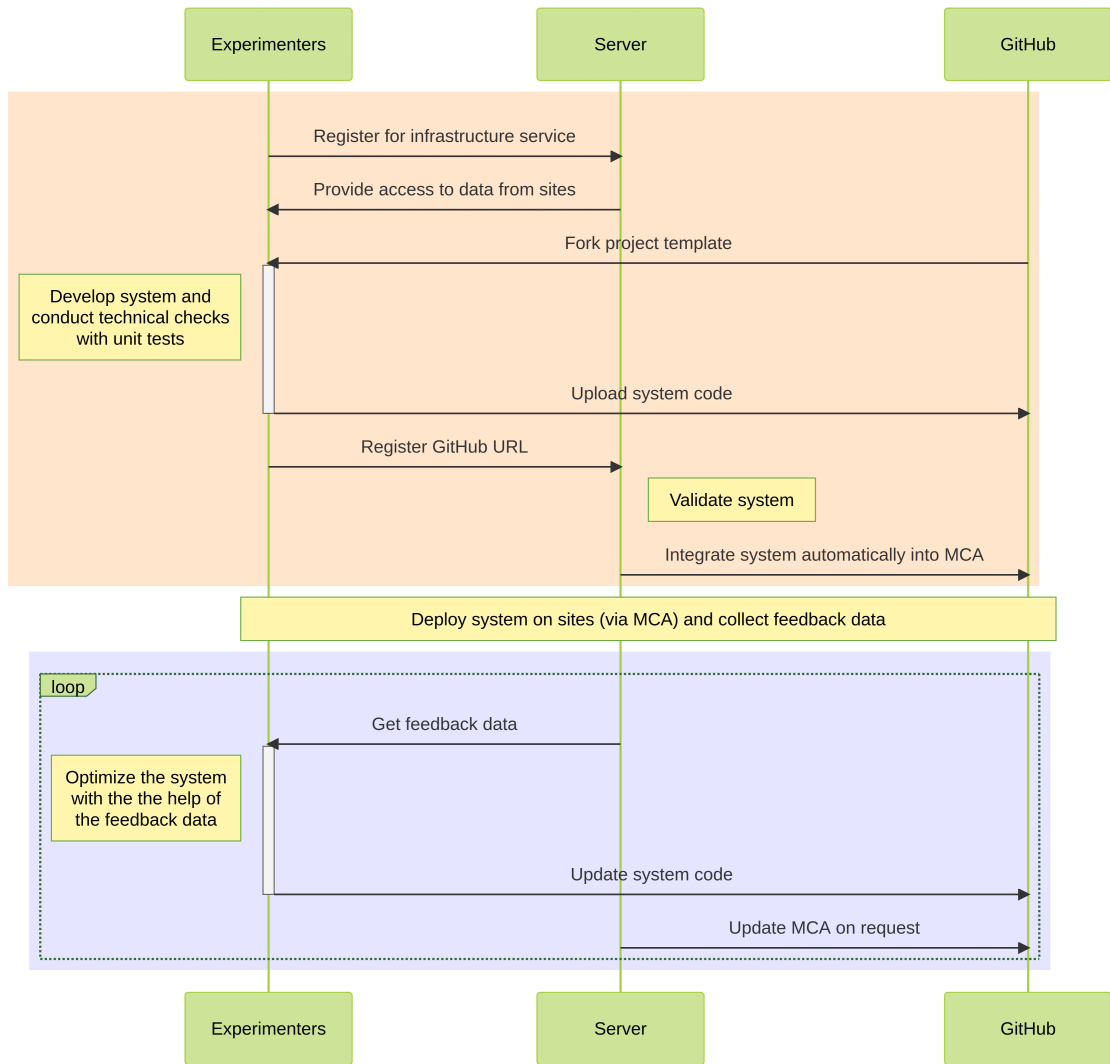 Experimenters
Server
GitHub
Register for infrastructure service
Provide access to data from sites
Fork project template
Develop system and
conduct technical checks
with unit tests
Upload system code
Register GitHub URL
Validate system
Integrate system automatically into MCA
Deploy system on sites (via MCA) and collect feedback data
loop
Get feedback data
Optimize the system
with the the help of
the feedback data
Update system code
Update MCA on request
Experimenters
Server
GitHub